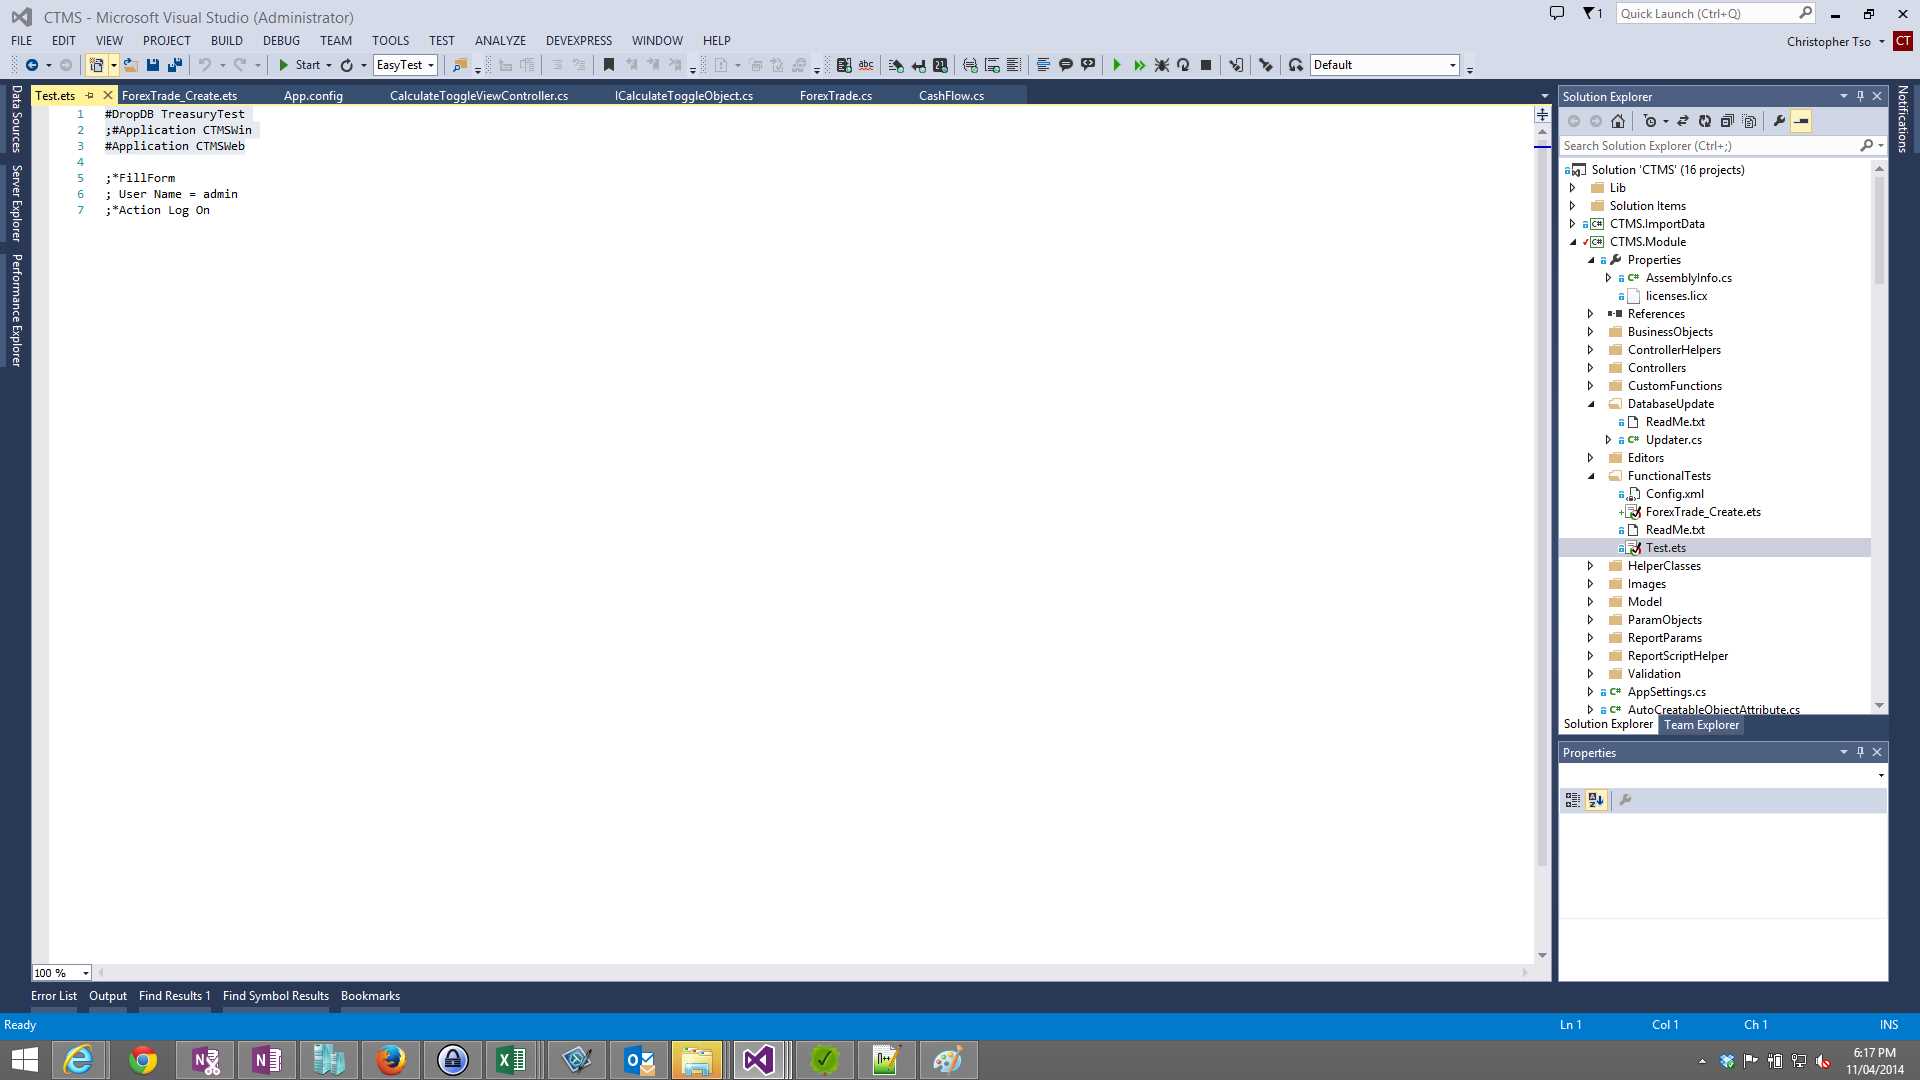 CTMS - Microsoft Visual Studio (Administrator)
1
Quick Launch (Ctrl+Q)
FILE EDIT VIEW PROJECT BUILD DEBUG TEAM TOOLS TEST ANALYZE DEVEXPRESS WINDOW HELP
Christopher Tso
CT
Start EasyTest Default
Data Sources
Server Explorer
Performance Explorer
Test.ets ForexTrade_Create.ets App.config CalculateToggleViewController.cs ICalculateToggleObject.cs ForexTrade.cs CashFlow.cs
1 #DropDB TreasuryTest
2 ;#Application CTMSWin
3 #Application CTMSWeb
4
5 ;*FillForm
6 ; User Name = admin
7 ;*Action Log On
100 %
Solution Explorer
Search Solution Explorer (Ctrl+;)
Solution 'CTMS' (16 projects)
Lib
Solution Items
CTMS.ImportData
CTMS.Module
Properties
AssemblyInfo.cs
licenses.licx
References
BusinessObjects
ControllerHelpers
Controllers
CustomFunctions
DatabaseUpdate
ReadMe.txt
Updater.cs
Editors
FunctionalTests
Config.xml
ForexTrade_Create.ets
ReadMe.txt
Test.ets
HelperClasses
Images
Model
ParamObjects
ReportParams
ReportScriptHelper
Validation
AppSettings.cs
AutoCreatableObjectAttribute.cs
Solution Explorer Team Explorer
Properties
Notifications
Error List Output Find Results 1 Find Symbol Results Bookmarks
Ready Ln 1 Col 1 Ch 1 INS
6:17 PM
11/04/2014